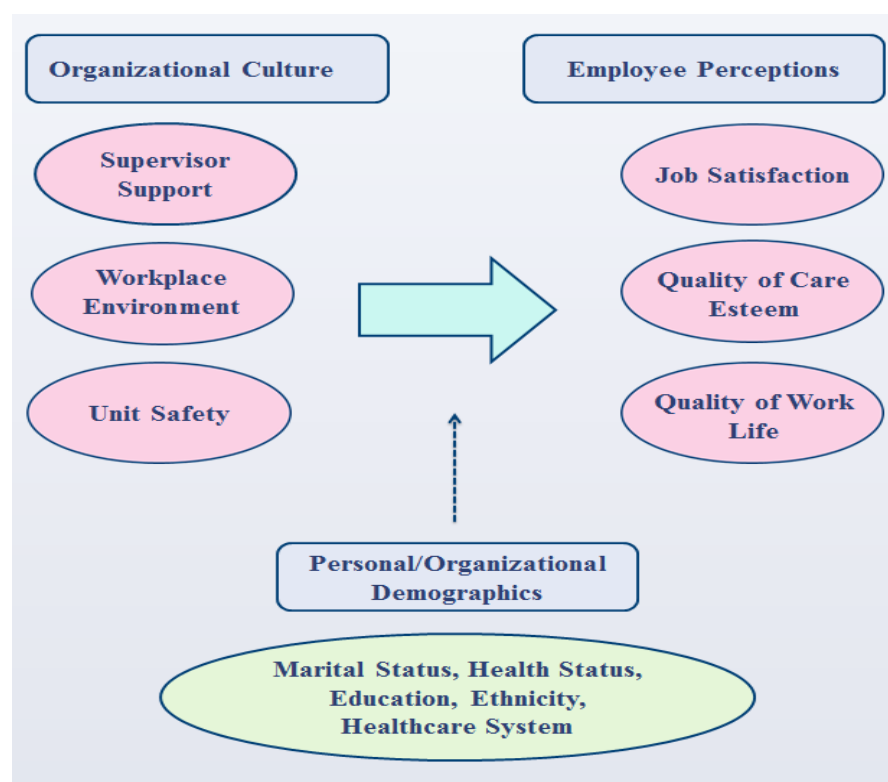 Organizational Culture
Employee Perceptions
Supervisor
Support
Job Satisfaction
Workplace
Environment
Quality of Care
Esteem
Unit Safety
Quality of Work
Life
Personal/Organizational
Demographics
Marital Status, Health Status,
Education, Ethnicity,
Healthcare System